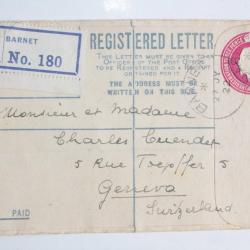 BARNET
No. 180
REGISTERED LETTER.
THIS LETTER MUST BE GIVEN TO AN
OFFICER OF THE POST OFFICE
TO BE REGISTERED, AND A RECEIPT
OBTAINED FOR IT.
THE ADDRESS MUST BE
WRITTEN ON THIS SIDE.
Monsieur et Madame
Charles Cuendet
5 Rue Toepffer 5
Geneva
Switzerland
PAID